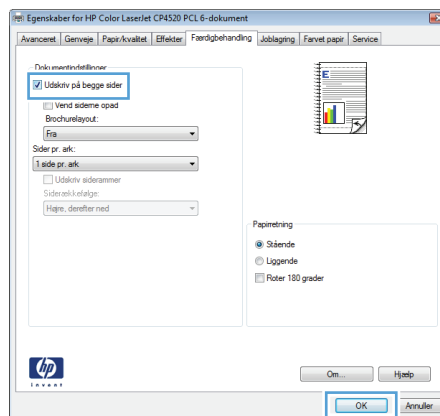 Egenskaber for HP Color LaserJet CP4520 PCL 6-dokument
Avanceret Genveje Papir/kvalitet Effekter Færdigbehandling Joblagring Farvet papir Service
Dokumentindstillinger
Udskriv på begge sider
Vend siderne opad
Brochurelayout:
Fra
Sider pr. ark:
1 side pr. ark
Udskriv siderammer
Siderækkefølge:
Højre, derefter ned
E
Papirretning
Stående
Liggende
Roter 180 grader
hp
invent
Om... Hjælp
OK Annuller